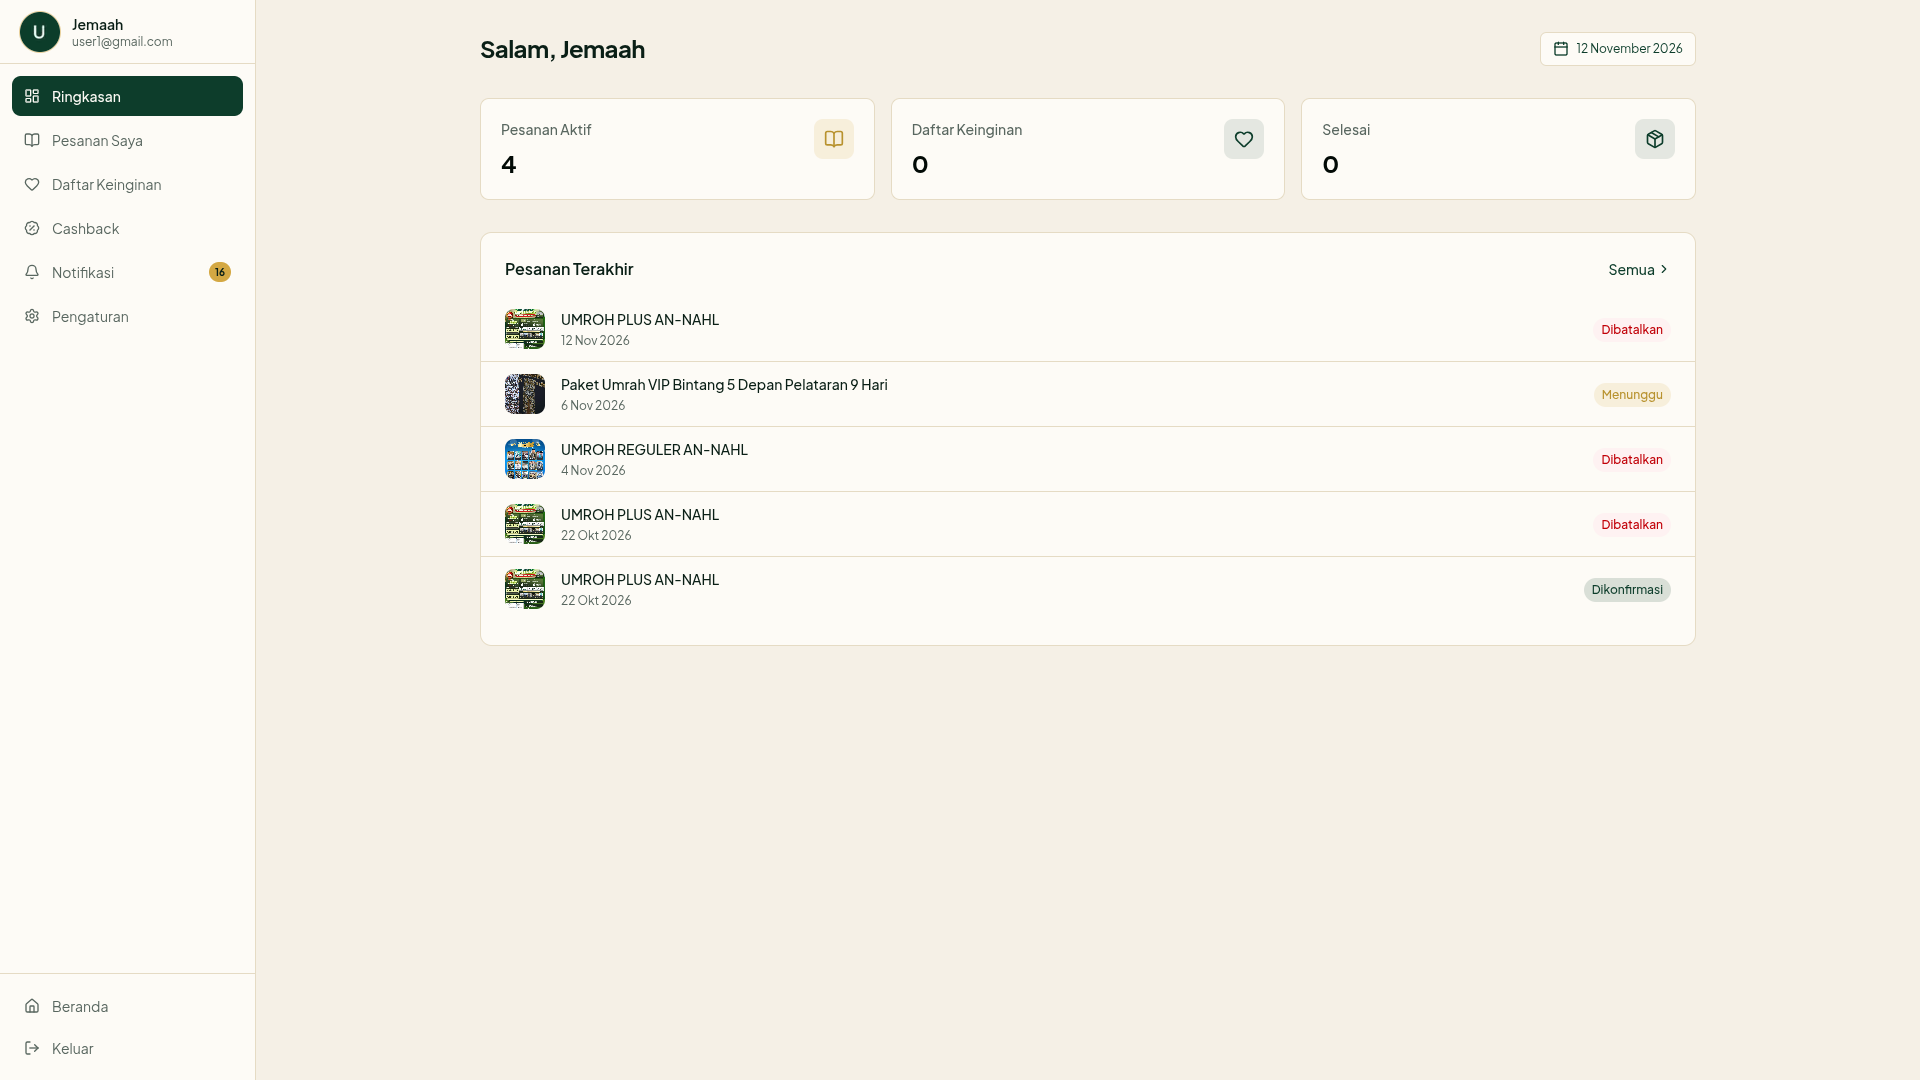 U
Jemaah
user1@gmail.com
Ringkasan
Pesanan Saya
Daftar Keinginan
Cashback
Notifikasi 16
Pengaturan
Beranda
Keluar
Salam, Jemaah
12 November 2026
Pesanan Aktif
4
Daftar Keinginan
0
Selesai
0
Pesanan Terakhir
Semua
UMROH PLUS AN-NAHL
12 Nov 2026
Dibatalkan
Paket Umrah VIP Bintang 5 Depan Pelataran 9 Hari
6 Nov 2026
Menunggu
UMROH REGULER AN-NAHL
4 Nov 2026
Dibatalkan
UMROH PLUS AN-NAHL
22 Okt 2026
Dibatalkan
UMROH PLUS AN-NAHL
22 Okt 2026
Dikonfirmasi